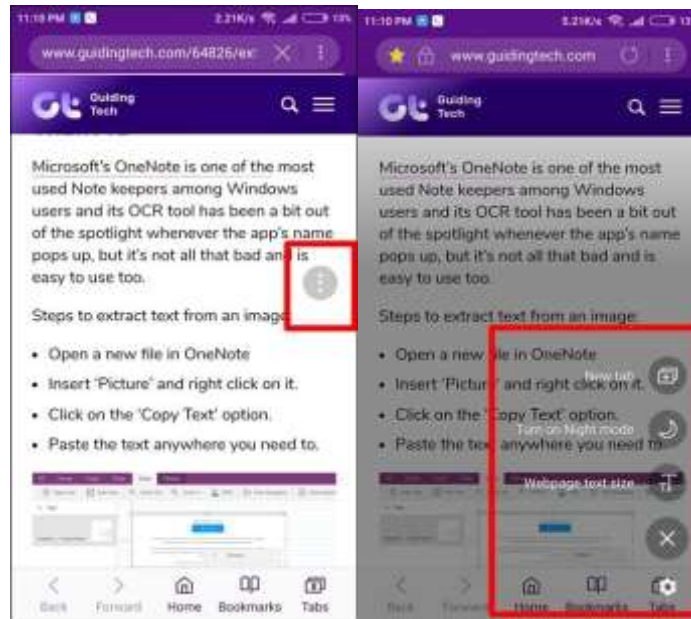 11:10 PM
2.21K/s
www.guidingtech.com/64826/ex
Guiding
Tech
Microsoft's OneNote is one of the most
used Note keepers among Windows
users and its OCR tool has been a bit out
of the spotlight whenever the app's name
pops up, but it's not all that bad and is
easy to use too.
Steps to extract text from an image
• Open a new file in OneNote
• Insert 'Picture' and right click on it.
• Click on the 'Copy Text' option.
• Paste the text anywhere you need to.
Back
Forward
Home
Bookmarks
Tabs
11:10 PM
www.guidingtech.com
Guiding
Tech
Microsoft's OneNote is one of the most
used Note keepers among Windows
users and its OCR tool has been a bit out
of the spotlight whenever the app's name
pops up, but it's not all that bad and is
easy to use too.
Steps to extract text from an image:
• Open a new file in OneNote
• Insert 'Picture' and right click on it.
• Click on the 'Copy Text' option.
• Paste the text anywhere you need to.
New tab
Turn on Night mode
Webpage text size
Back
Forward
Home
Bookmarks
Tabs